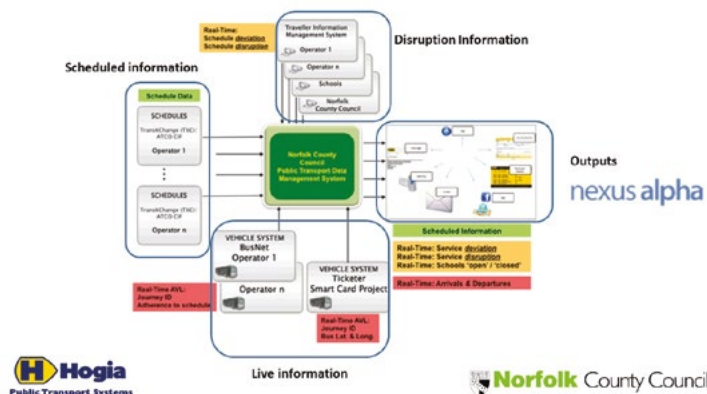 Real-Time:
Schedule deviation
Schedule disruption
Traveller Information
Management System
Operator 1
Operator n
Schools
Norfolk
County Council
Disruption Information
Scheduled information
Schedule Data
SCHEDULES
TransXChange (TXC)/
ATCO-CIF
Operator 1
SCHEDULES
TransXChange (TXC)/
ATCO-CIF
Operator n
Norfolk County
Council
Public Transport Data
Management System
Outputs
nexus alpha
Scheduled Information
Real-Time: Service deviation
Real-Time: Service disruption
Real-Time: Schools 'open' / 'closed'
Real-Time: Arrivals & Departures
VEHICLE SYSTEM
BusNet
Operator 1
Operator n
Real-Time AVL:
Journey ID
Adherence to schedule
VEHICLE SYSTEM
Ticketer
Smart Card Project
Real-Time AVL:
Journey ID
Bus Lat. & Long.
Live information
Hogia
Public Transport Systems
Norfolk County Council